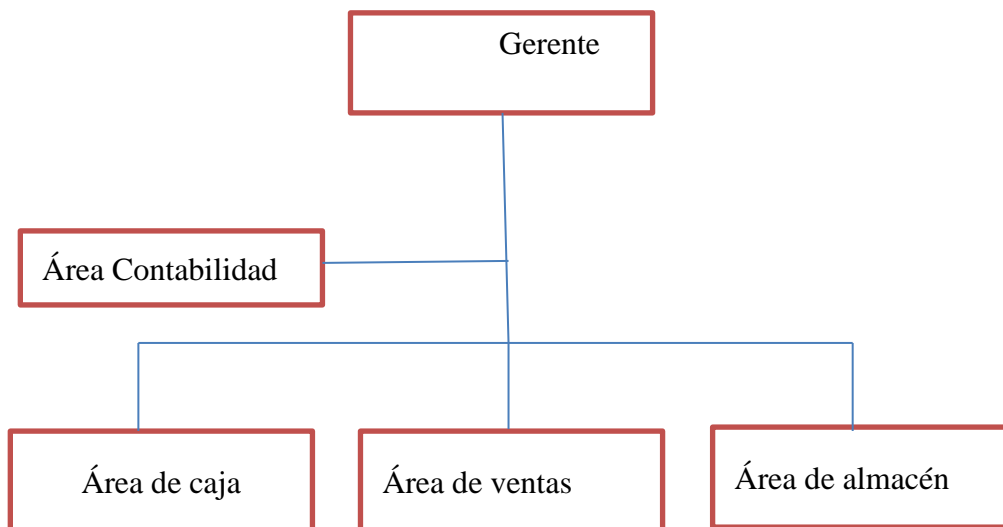 Gerente
Área Contabilidad
Área de caja
Área de ventas
Área de almacén